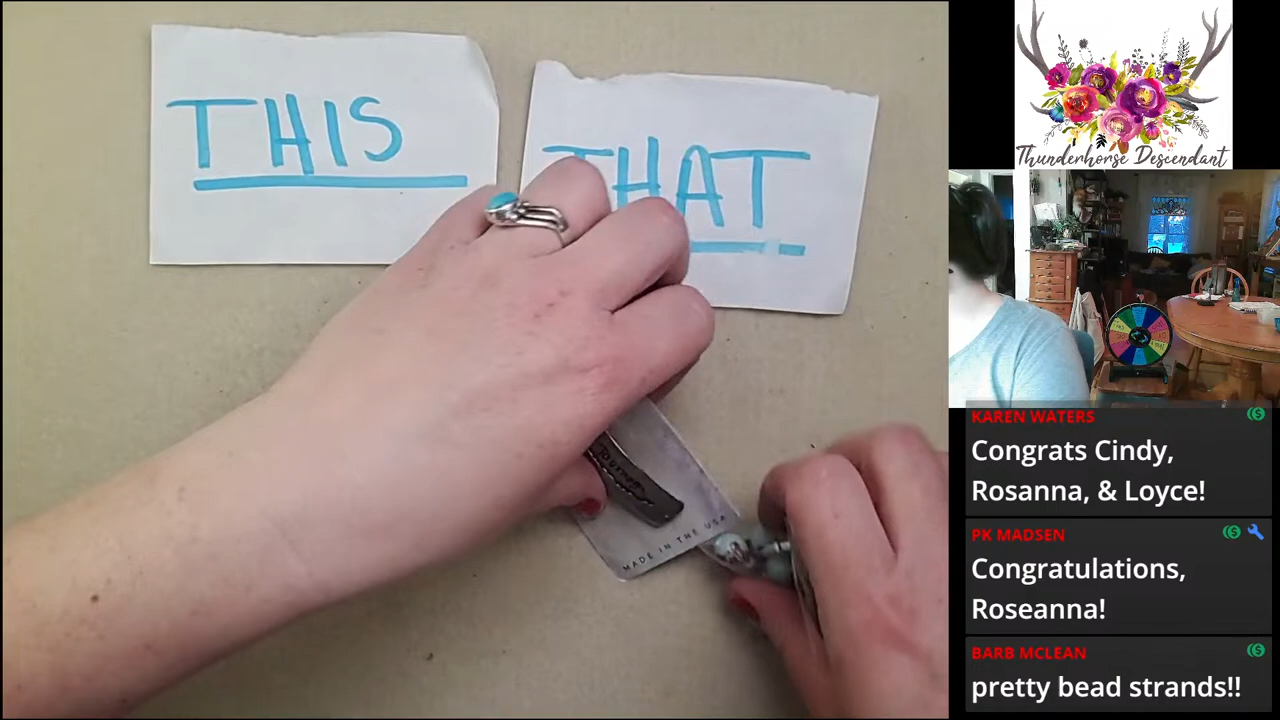 THIS
THAT
Journey
MADE IN THE USA
Thunderhorse Descendant
KAREN WATERS
Congrats Cindy,
Rosanna, & Loyce!
PK MADSEN
Congratulations,
Roseanna!
BARB MCLEAN
pretty bead strands!!